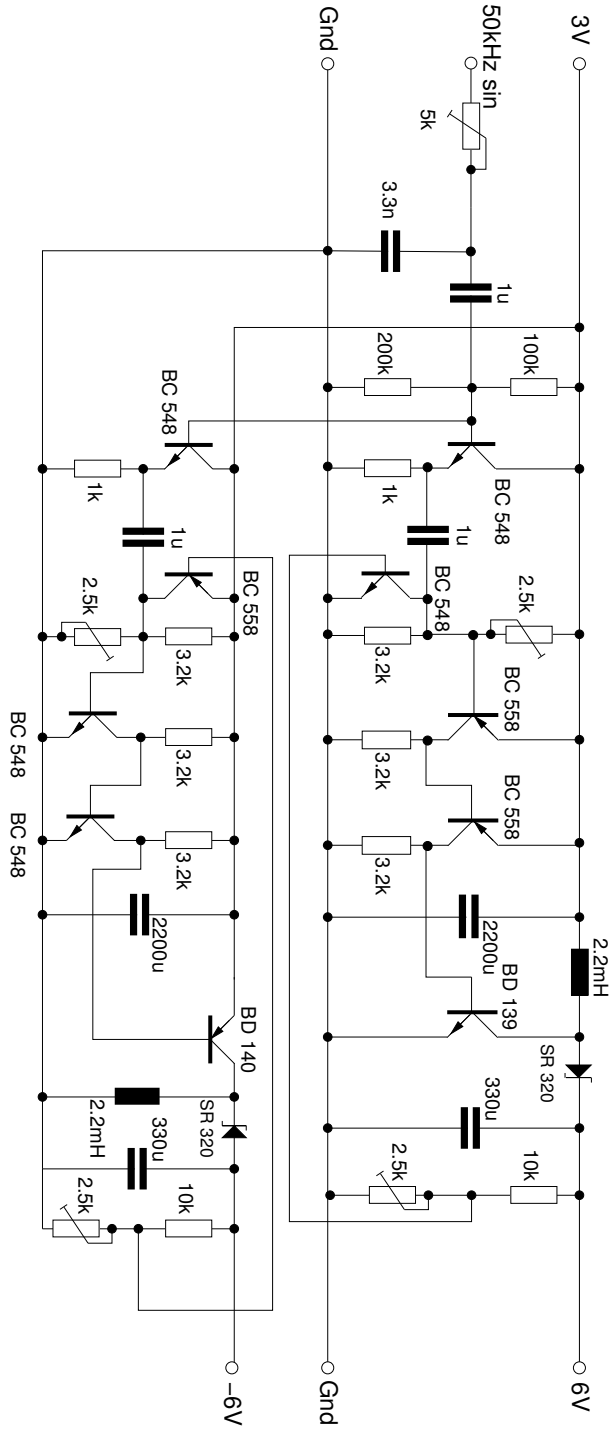 3V
50kHz sin
Gnd
5k
3.3n
1u
100k
200k
BC 548
1k
1u
BC 548
2.5k
3.2k
BC 558
3.2k
BC 558
3.2k
2200u
2.2mH
BD 139
SR 320
330u
10k
2.5k
6V
Gnd
BC 548
1k
1u
BC 558
3.2k
2.5k
BC 548
3.2k
BC 548
3.2k
2200u
BD 140
2.2mH
SR 320
330u
10k
2.5k
−6V